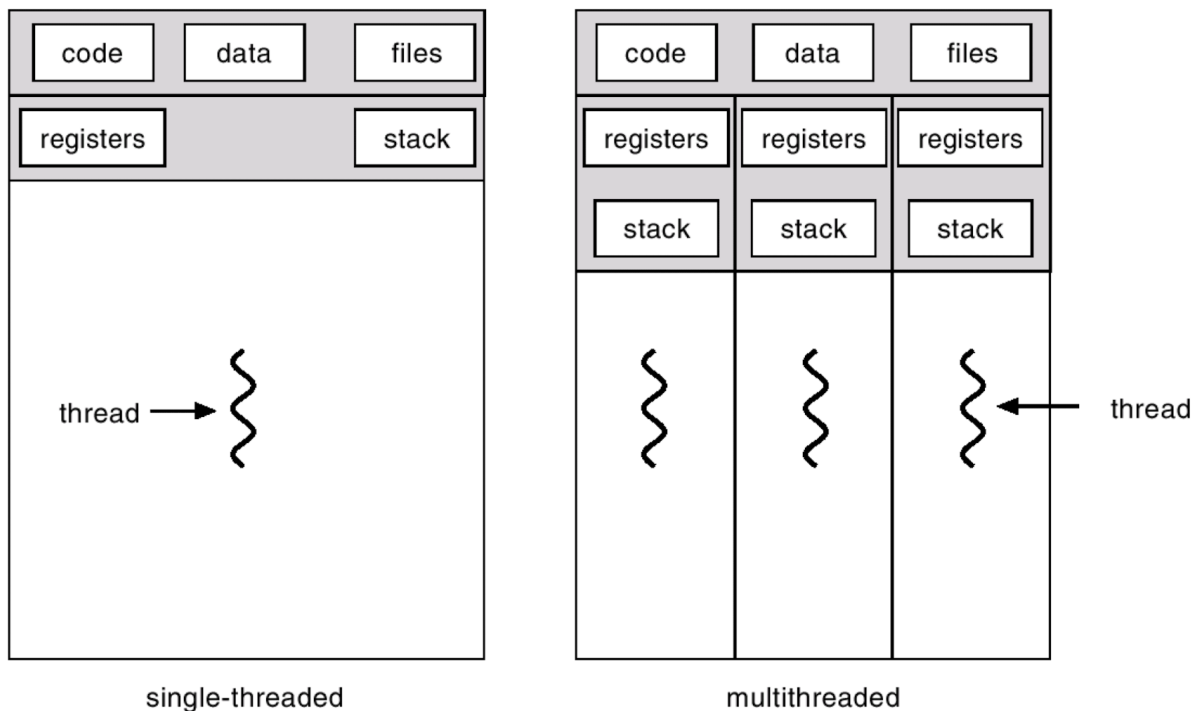 code data files
registers stack
thread
single-threaded
code data files
registers registers registers
stack stack stack
thread
multithreaded